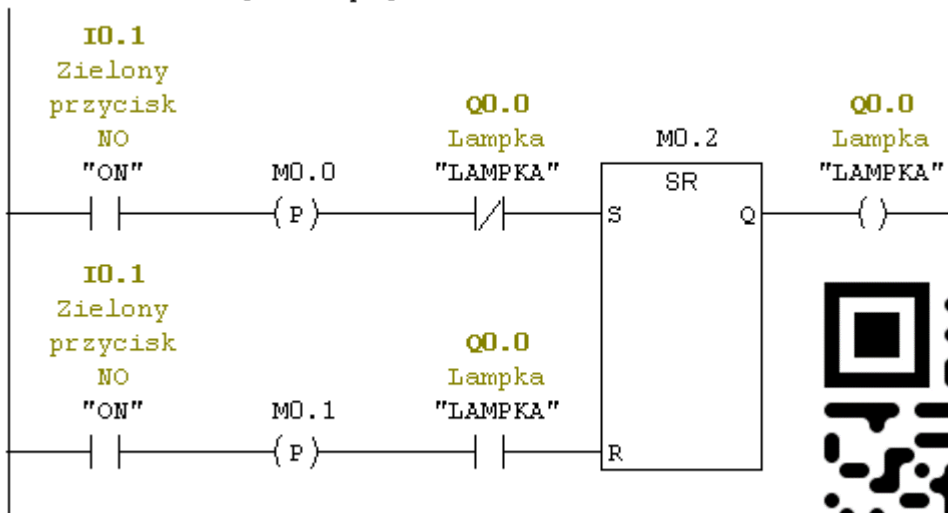 I0.1
Zielony
przycisk
NO
"ON"
M0.0
(P)
Q0.0
Lampka
"LAMPKA"
M0.2
SR
S
Q
Q0.0
Lampka
"LAMPKA"
I0.1
Zielony
przycisk
NO
"ON"
M0.1
(P)
Q0.0
Lampka
"LAMPKA"
R